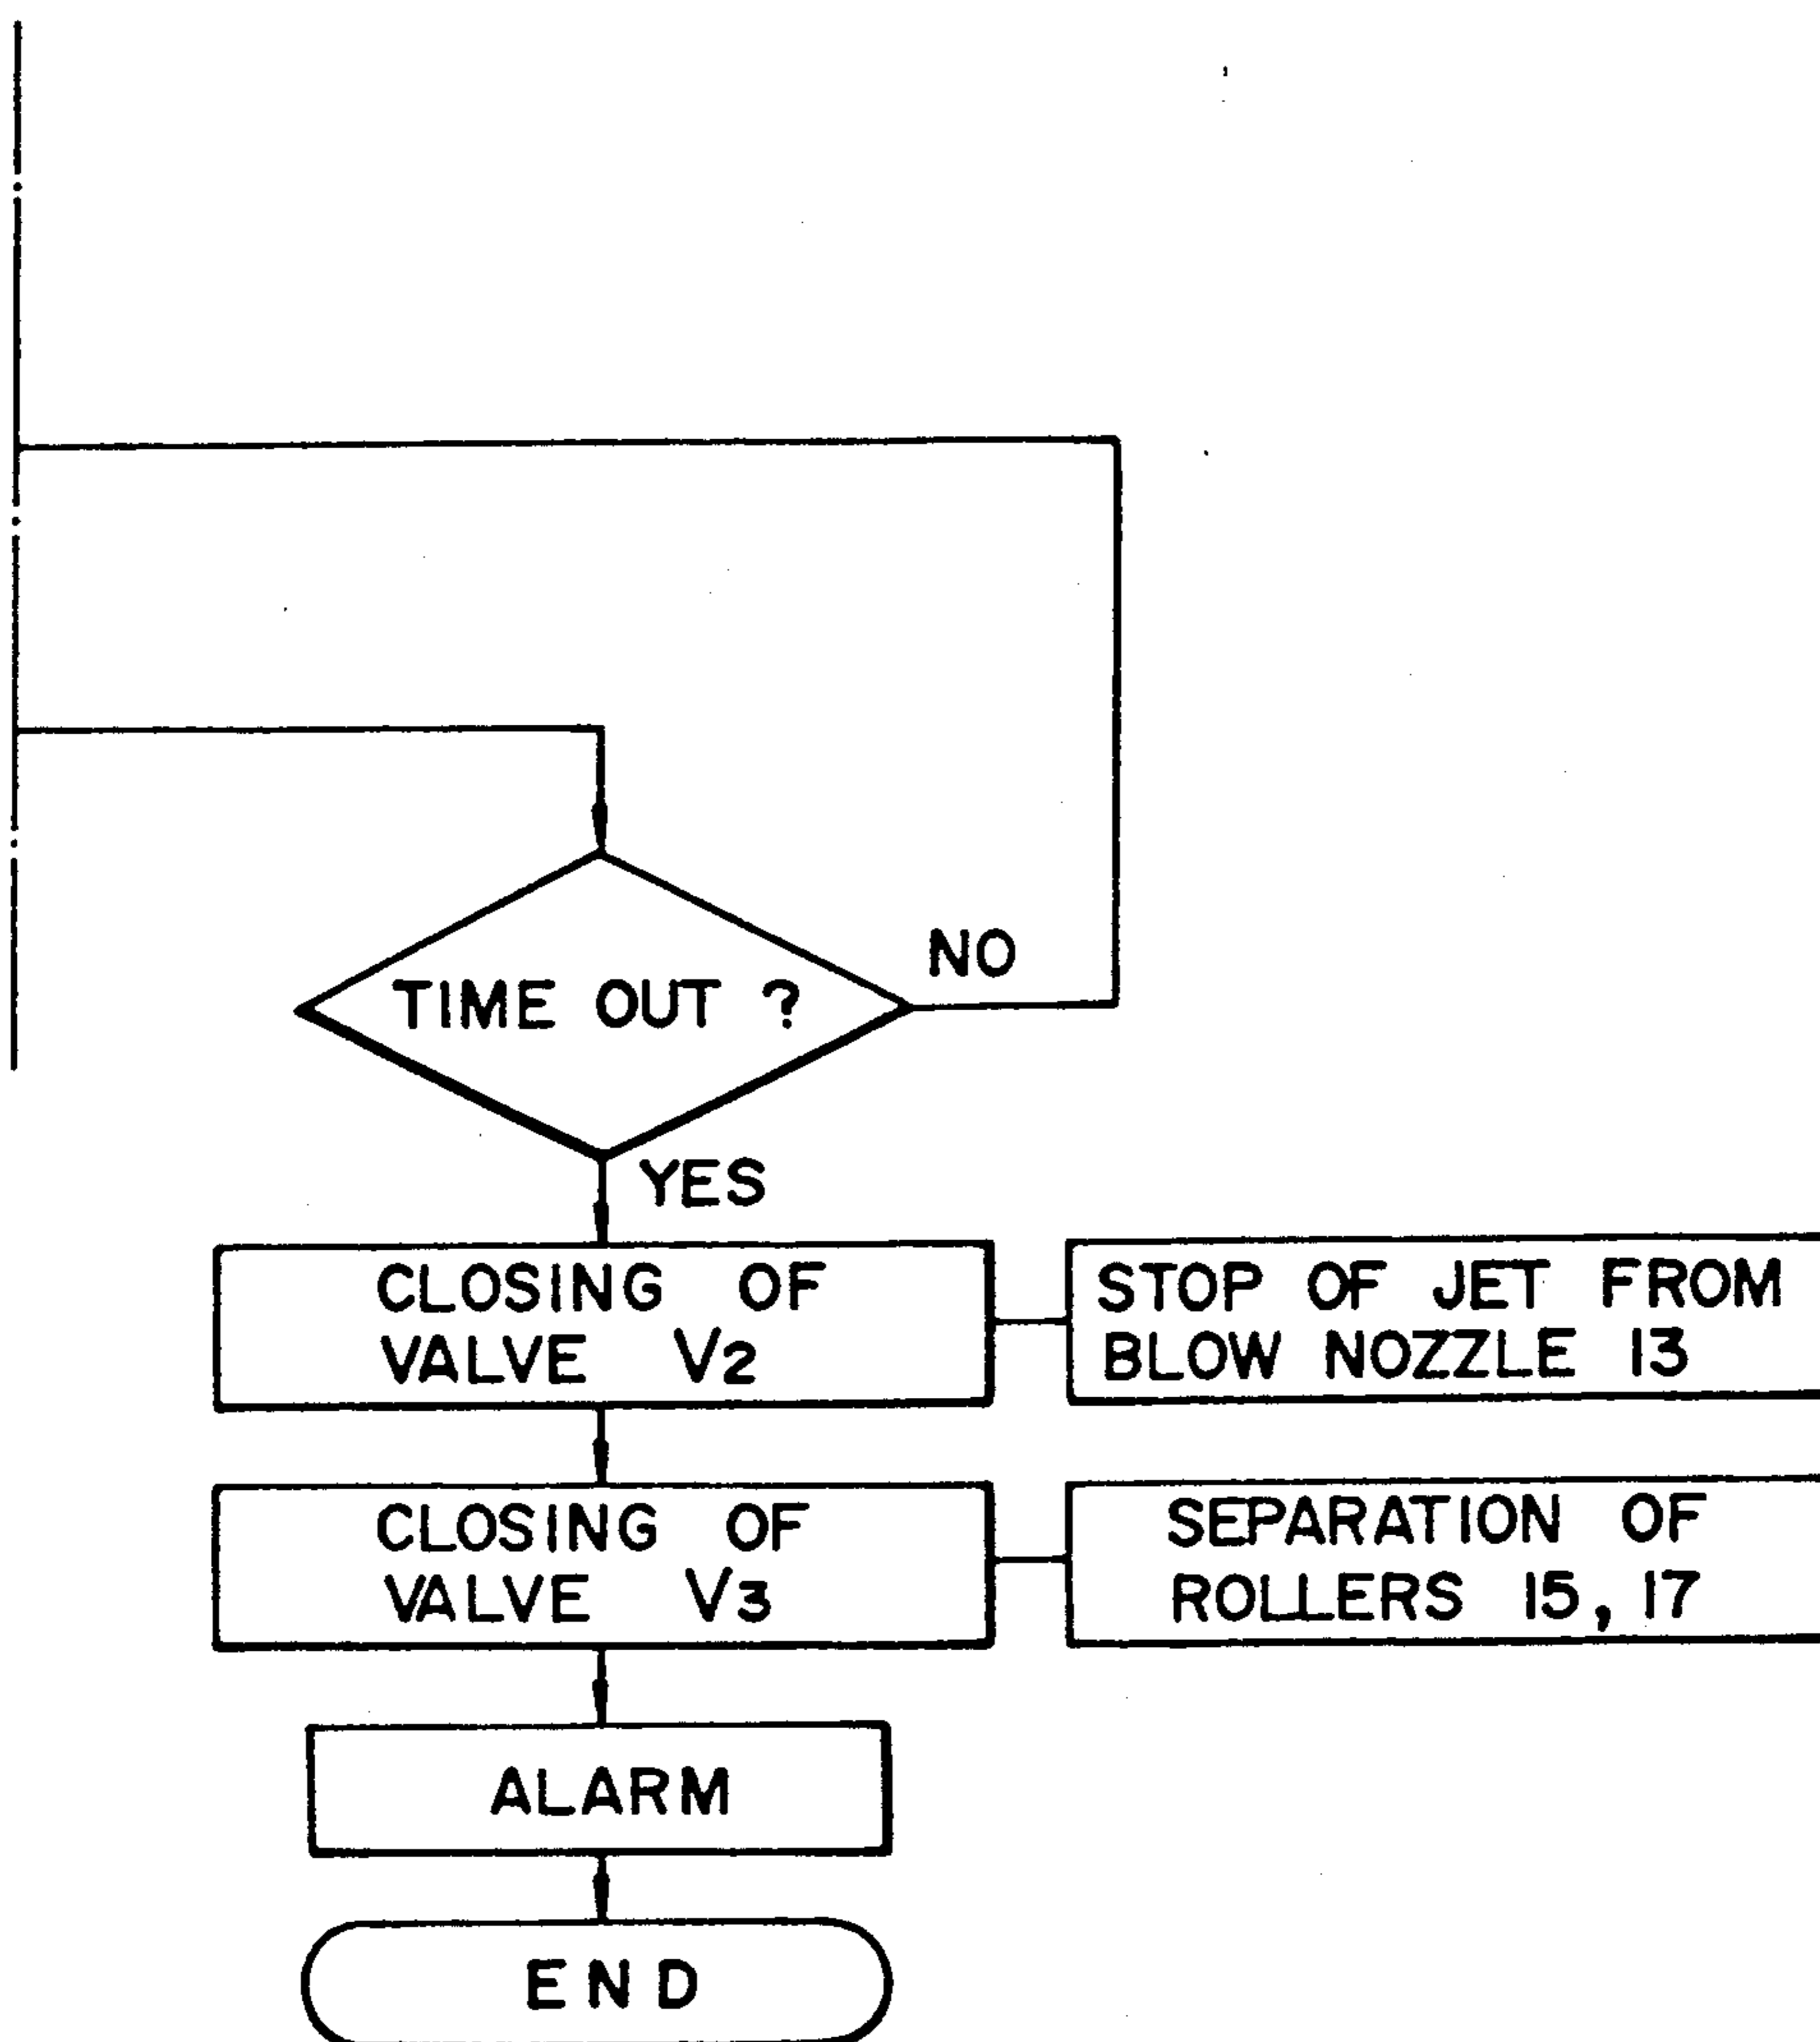 NO
TIME OUT ?
YES
CLOSING OF
VALVE V2
STOP OF JET FROM
BLOW NOZZLE 13
CLOSING OF
VALVE V3
SEPARATION OF
ROLLERS 15, 17
ALARM
END